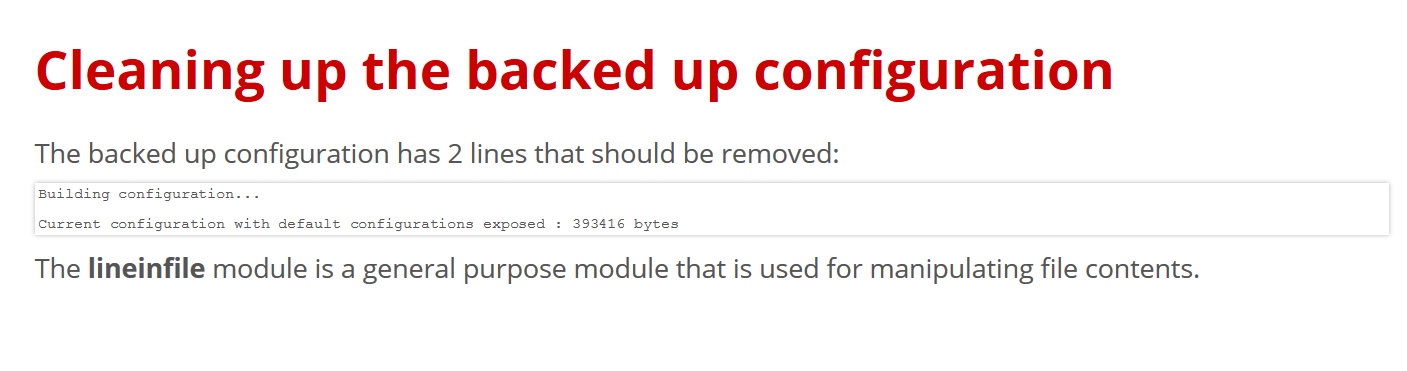 Cleaning up the backed up configuration
The backed up configuration has 2 lines that should be removed:
Building configuration...
Current configuration with default configurations exposed : 393416 bytes
The lineinfile module is a general purpose module that is used for manipulating file contents.